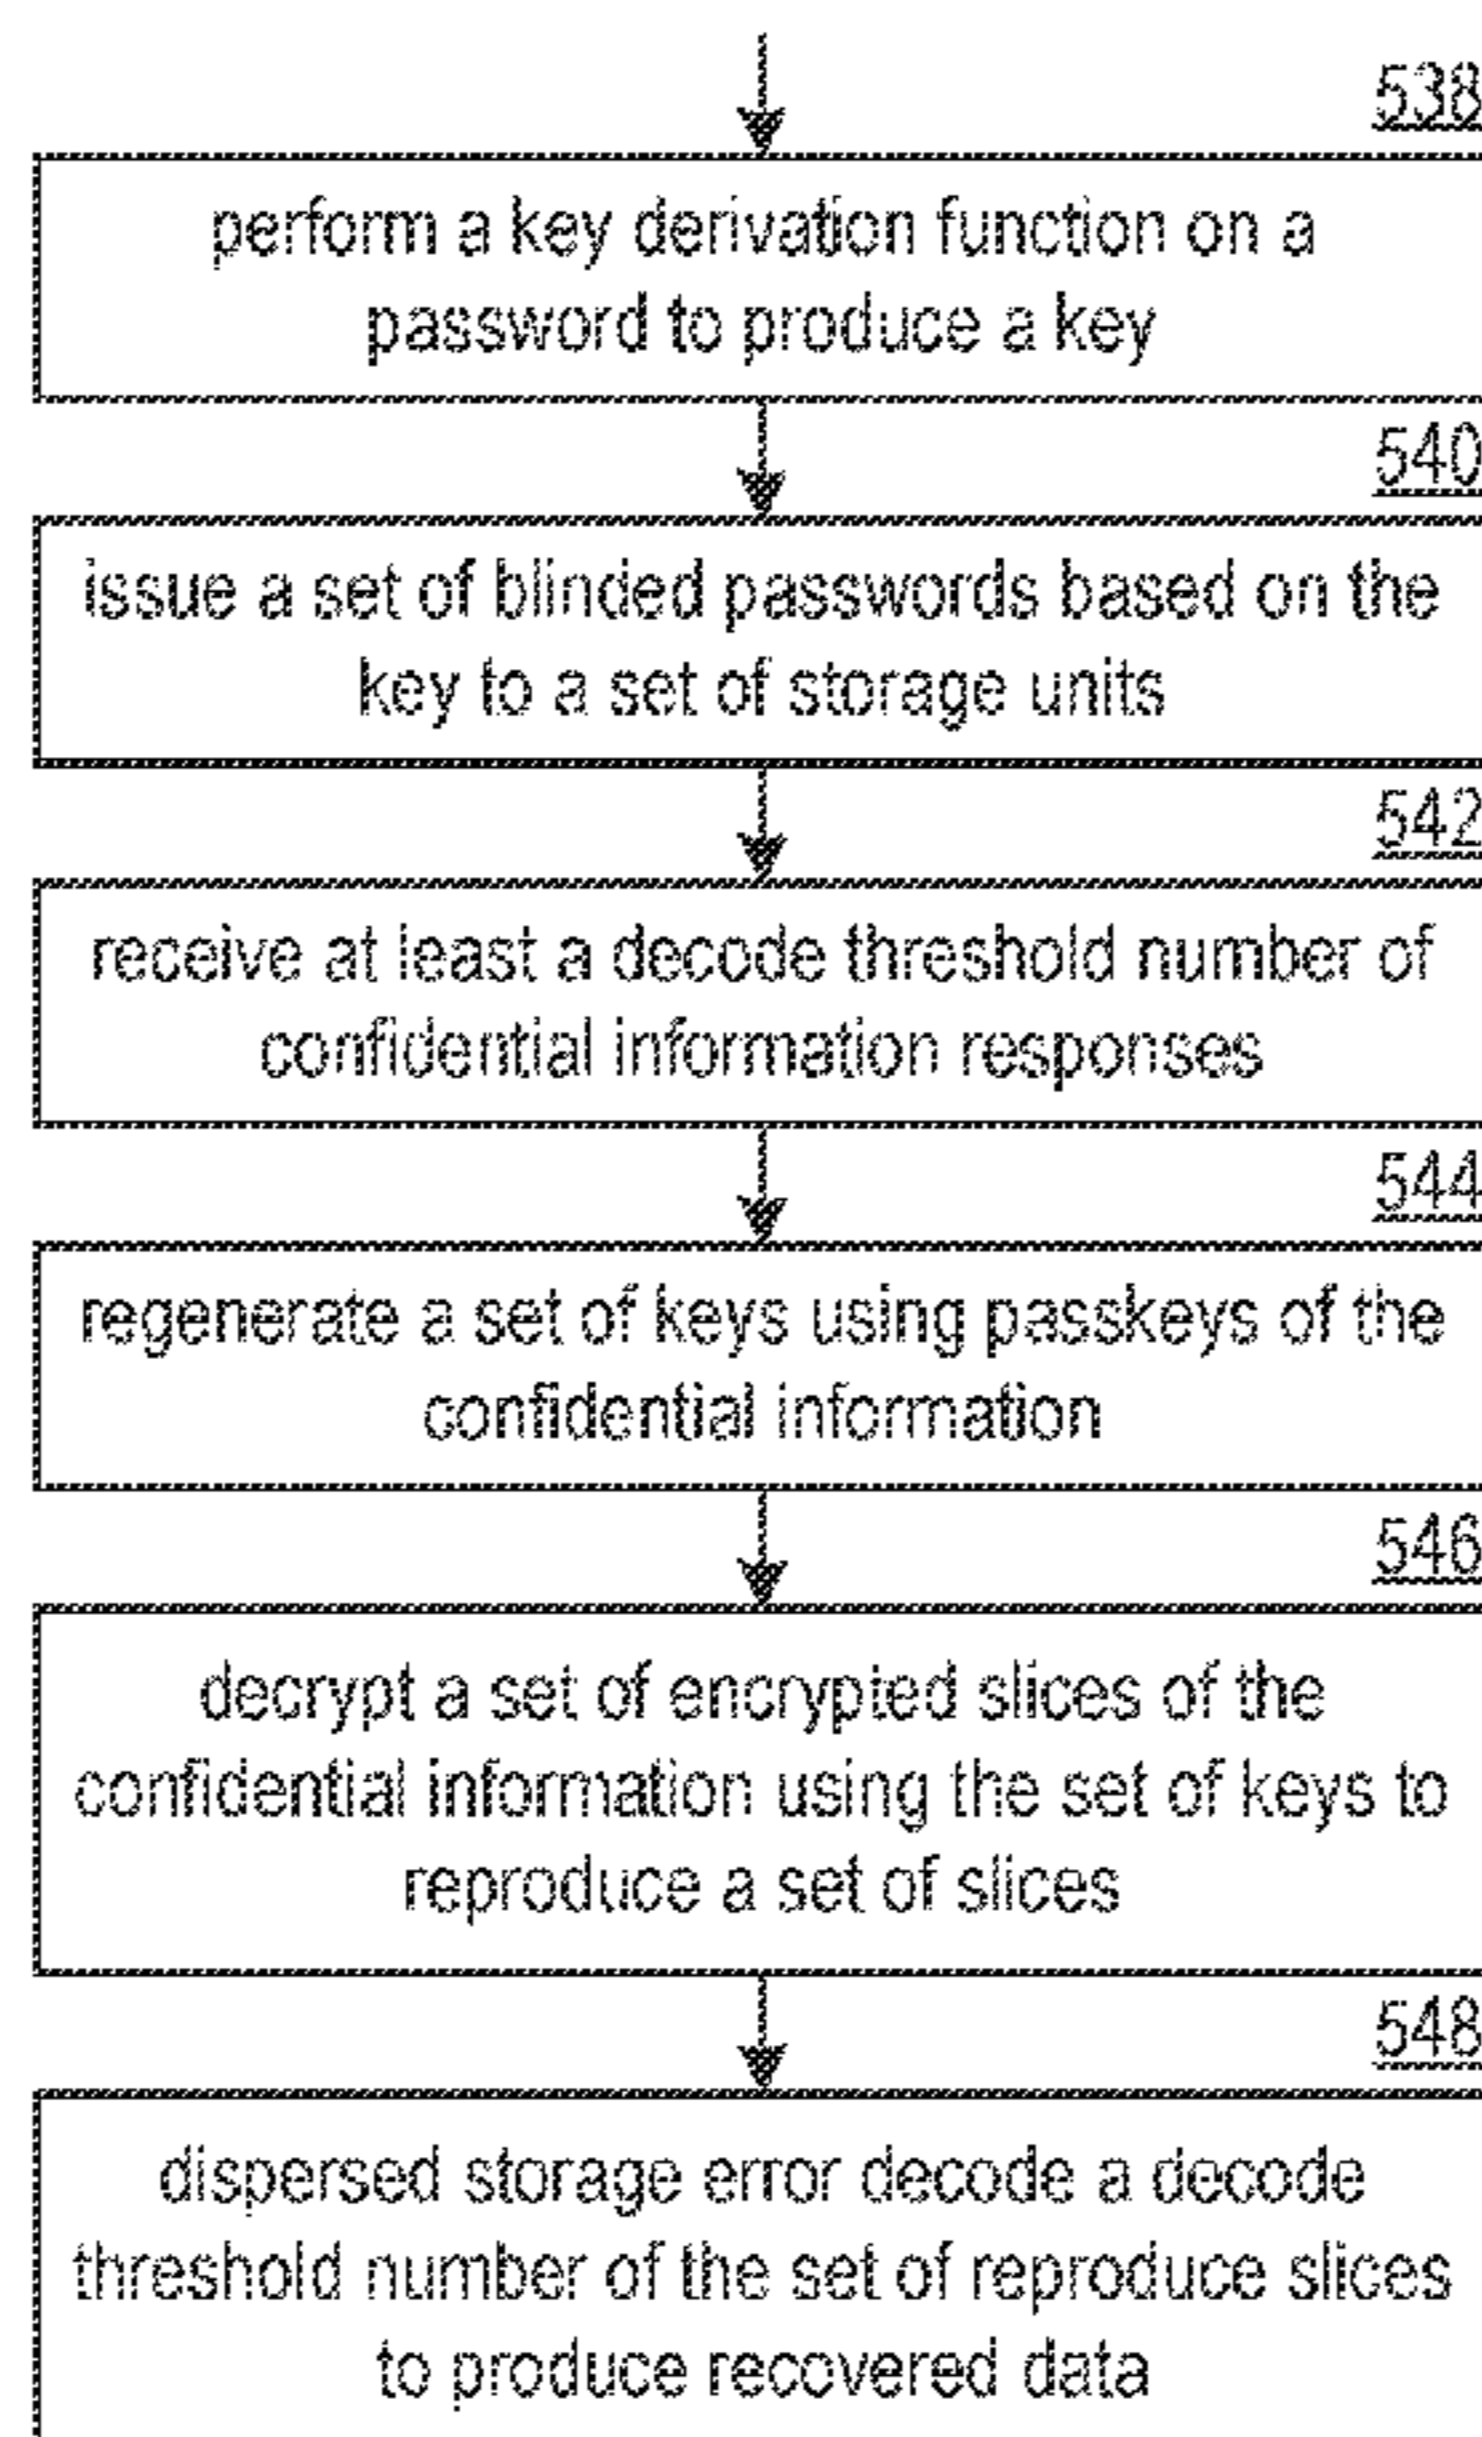 538
perform a key derivation function on a
password to produce a key
540
issue a set of blinded passwords based on the
key to a set of storage units
542
receive at least a decode threshold number of
confidential information responses
544
regenerate a set of keys using passkeys of the
confidential information
546
decrypt a set of encrypted slices of the
confidential information using the set of keys to
reproduce a set of slices
548
dispersed storage error decode a decode
threshold number of the set of reproduce slices
to produce recovered data